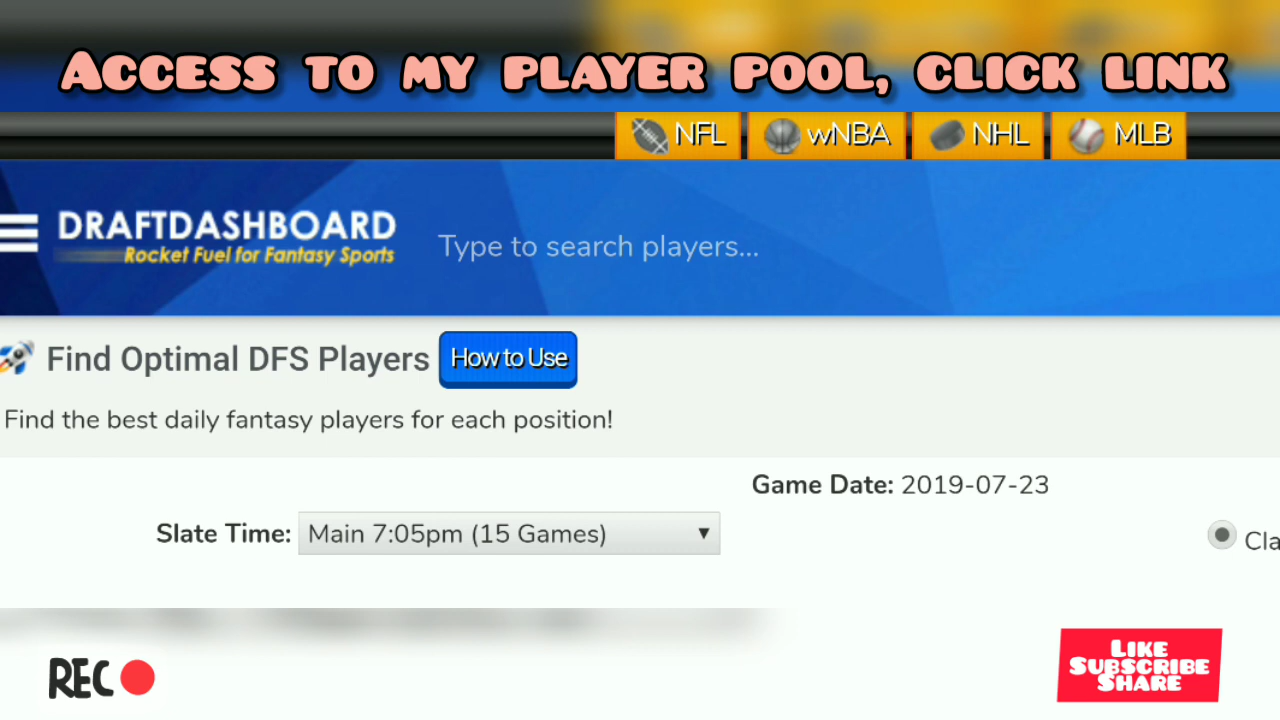 ACCESS TO MY PLAYER POOL, CLICK LINK
NFL wNBA NHL MLB
DRAFTDASHBOARD
Rocket Fuel for Fantasy Sports
Type to search players...
Find Optimal DFS Players How to Use
Find the best daily fantasy players for each position!
Game Date: 2019-07-23
Slate Time: Main 7:05pm (15 Games)
Cla
REC
LIKE
SUBSCRIBE
SHARE